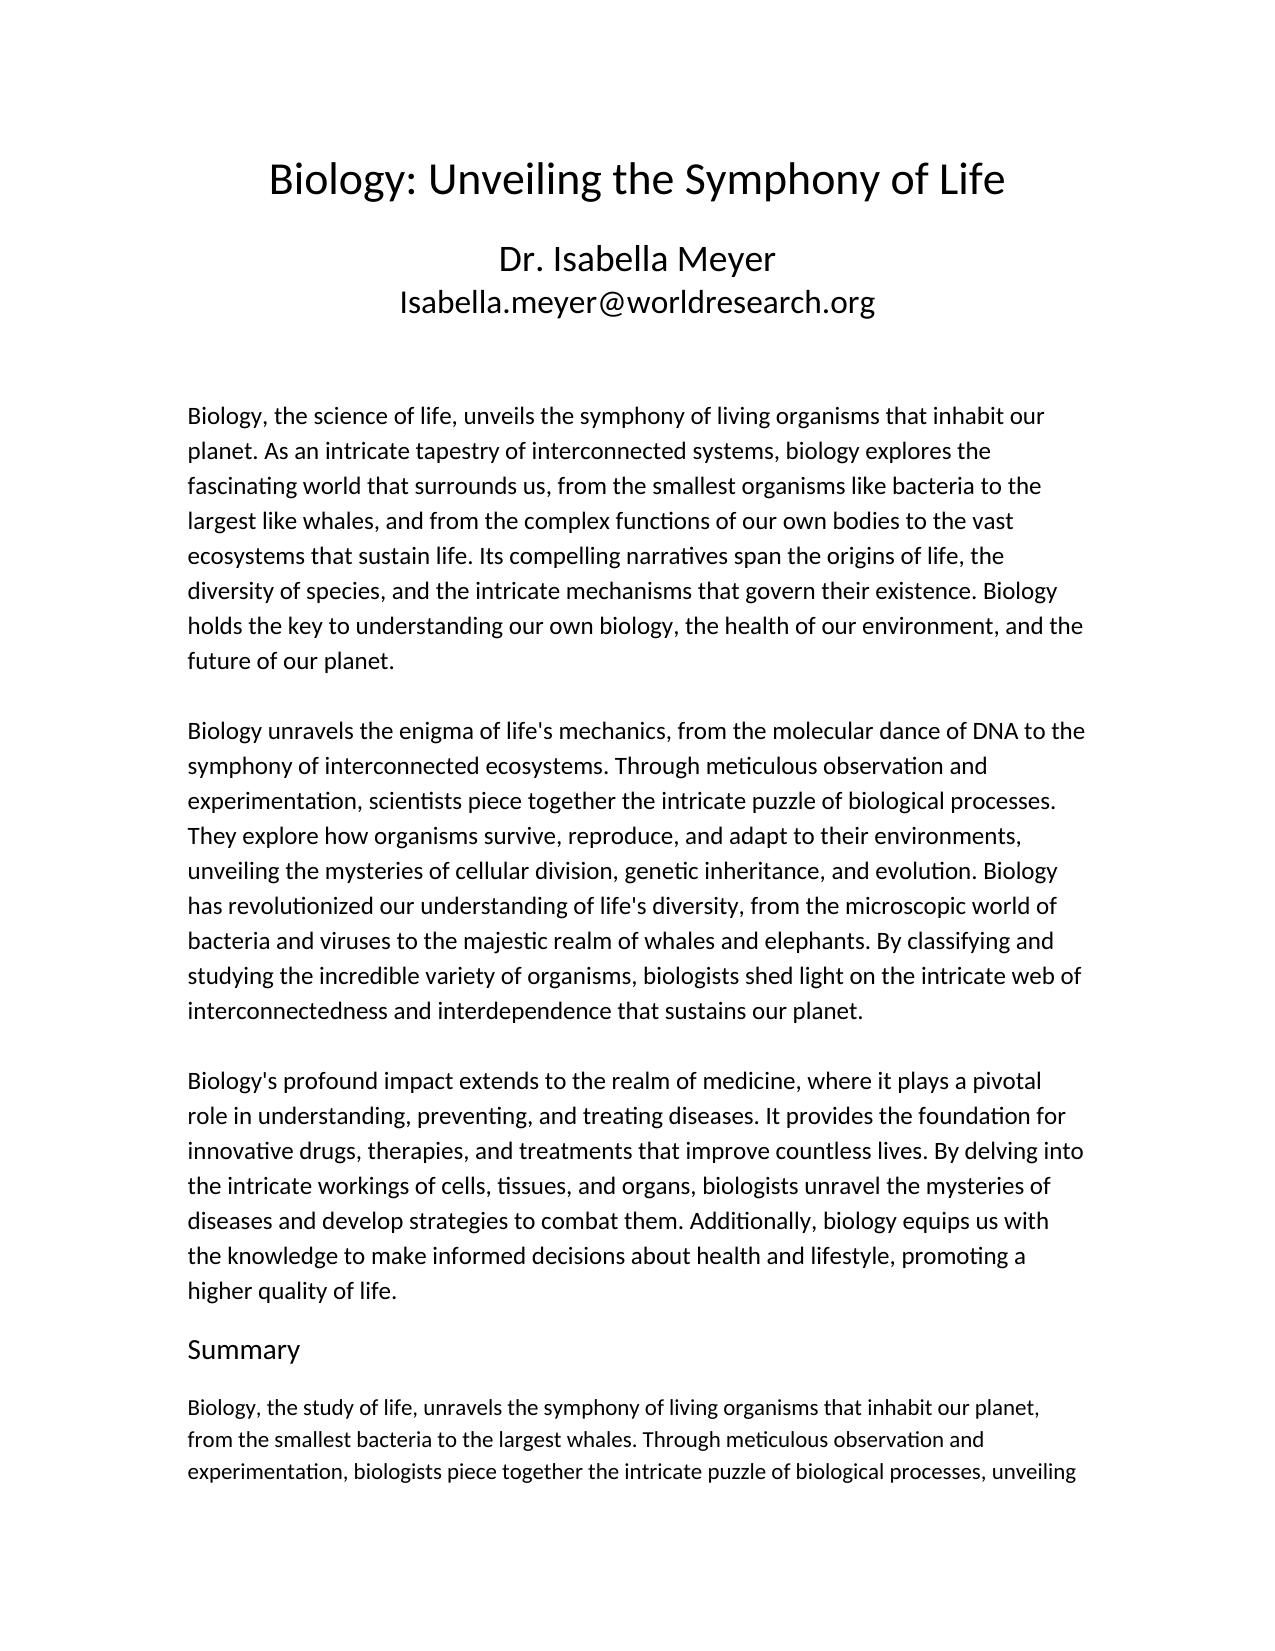 Biology: Unveiling the Symphony of Life
Dr. Isabella Meyer
Isabella.meyer@worldresearch.org
Biology, the science of life, unveils the symphony of living organisms that inhabit our
planet. As an intricate tapestry of interconnected systems, biology explores the
fascinating world that surrounds us, from the smallest organisms like bacteria to the
largest like whales, and from the complex functions of our own bodies to the vast
ecosystems that sustain life. Its compelling narratives span the origins of life, the
diversity of species, and the intricate mechanisms that govern their existence. Biology
holds the key to understanding our own biology, the health of our environment, and the
future of our planet.
Biology unravels the enigma of life's mechanics, from the molecular dance of DNA to the
symphony of interconnected ecosystems. Through meticulous observation and
experimentation, scientists piece together the intricate puzzle of biological processes.
They explore how organisms survive, reproduce, and adapt to their environments,
unveiling the mysteries of cellular division, genetic inheritance, and evolution. Biology
has revolutionized our understanding of life's diversity, from the microscopic world of
bacteria and viruses to the majestic realm of whales and elephants. By classifying and
studying the incredible variety of organisms, biologists shed light on the intricate web of
interconnectedness and interdependence that sustains our planet.
Biology's profound impact extends to the realm of medicine, where it plays a pivotal
role in understanding, preventing, and treating diseases. It provides the foundation for
innovative drugs, therapies, and treatments that improve countless lives. By delving into
the intricate workings of cells, tissues, and organs, biologists unravel the mysteries of
diseases and develop strategies to combat them. Additionally, biology equips us with
the knowledge to make informed decisions about health and lifestyle, promoting a
higher quality of life.
Summary
Biology, the study of life, unravels the symphony of living organisms that inhabit our planet,
from the smallest bacteria to the largest whales. Through meticulous observation and
experimentation, biologists piece together the intricate puzzle of biological processes, unveiling